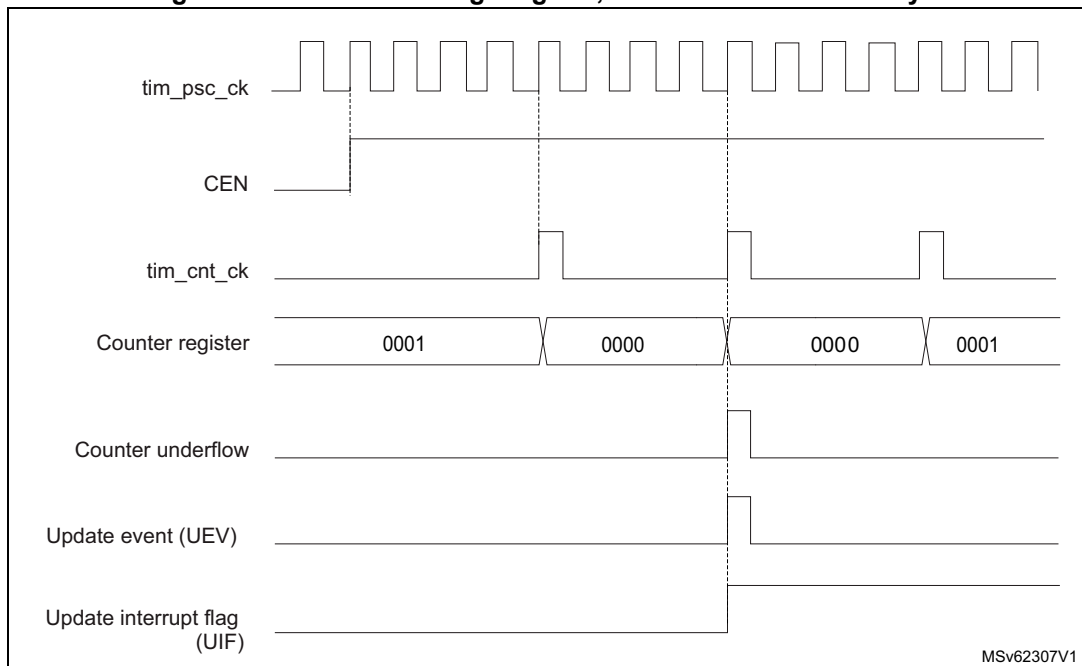 tim_psc_ck
CEN
tim_cnt_ck
Counter register 0001 0000 0000 0001
Counter underflow
Update event (UEV)
Update interrupt flag
(UIF)
MSv62307V1